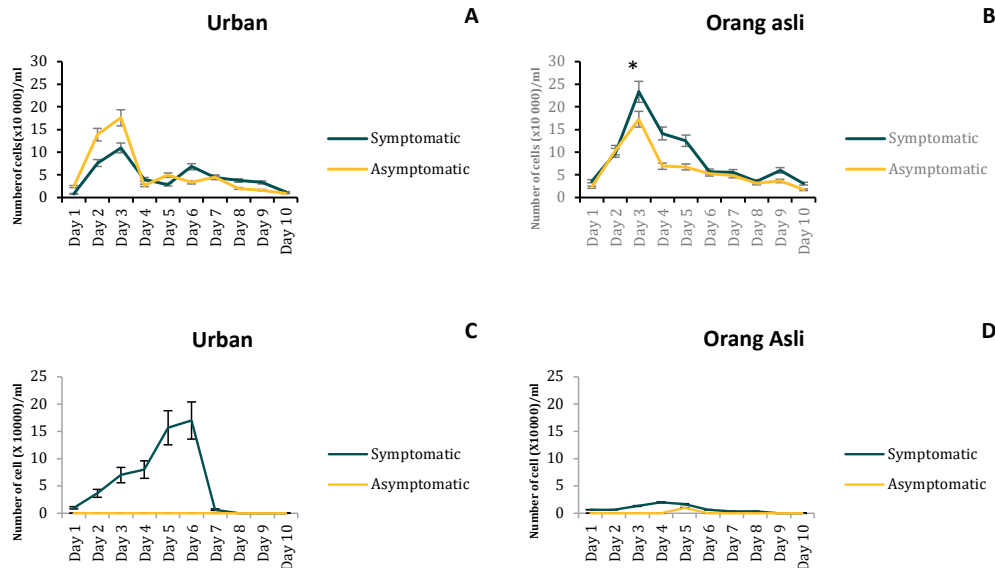 Urban
A
Number of cells(x10 000)/ml
30
25
20
15
10
5
0
Day 1
Day 2
Day 3
Day 4
Day 5
Day 6
Day 7
Day 8
Day 9
Day 10
Symptomatic
Asymptomatic
Orang asli
B
Number of cells (x10 000)/ml
30
25
20
15
10
5
0
*
Day 1
Day 2
Day 3
Day 4
Day 5
Day 6
Day 7
Day 8
Day 9
Day 10
Symptomatic
Asymptomatic
Urban
C
Number of cell (X 10000)/ml
25
20
15
10
5
0
Day 1
Day 2
Day 3
Day 4
Day 5
Day 6
Day 7
Day 8
Day 9
Day 10
Symptomatic
Asymptomatic
Orang Asli
D
Number of cell (X10000)/ml
25
20
15
10
5
0
Day 1
Day 2
Day 3
Day 4
Day 5
Day 6
Day 7
Day 8
Day 9
Day 10
Symptomatic
Asymptomatic